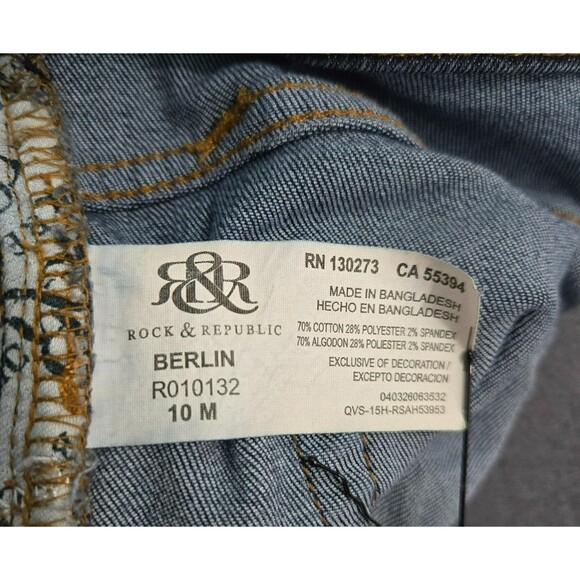 R&R
ROCK & REPUBLIC
BERLIN
R010132
10 M
RN 130273 CA 55394
MADE IN BANGLADESH/
HECHO EN BANGLADESH
70% COTTON 28% POLYESTER 2% SPANDEX
70% ALGODON 28% POLIESTER 2% SPANDEX
EXCLUSIVE OF DECORATION /
EXCEPTO DECORACION
040326063532
QVS-15H-RSAH53953